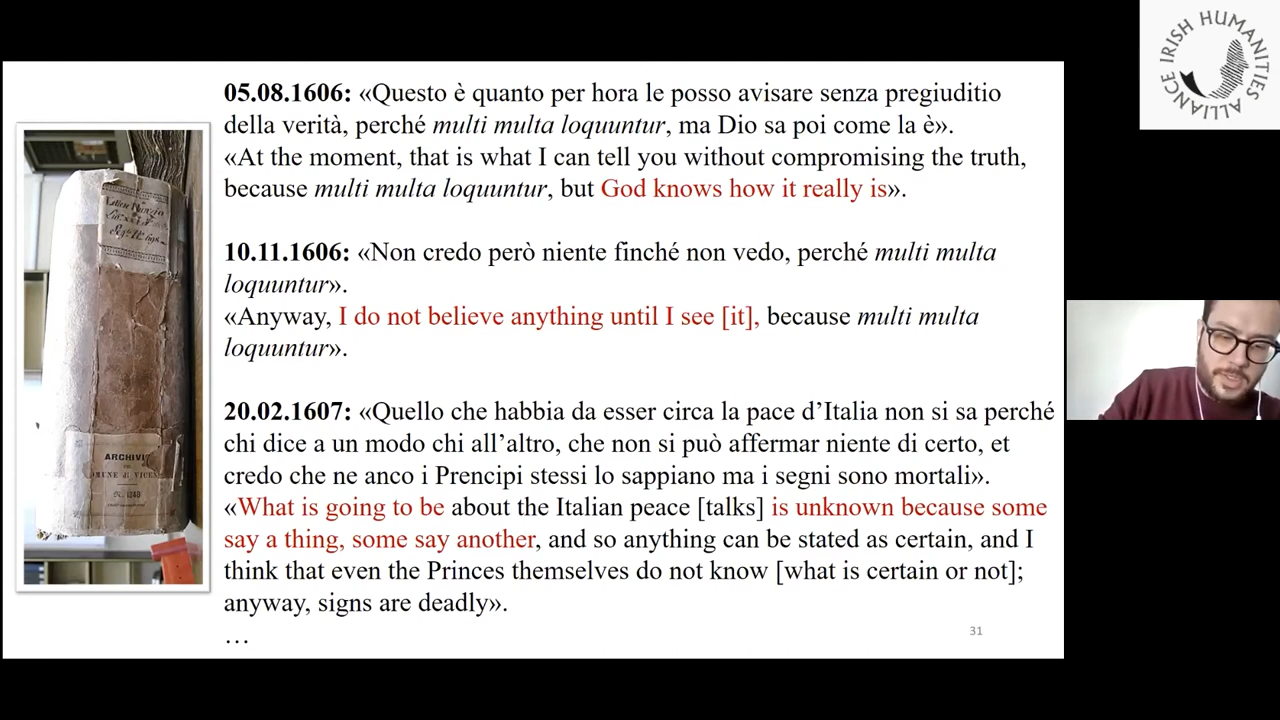 05.08.1606: «Questo è quanto per hora le posso avisare senza pregiuditio
della verità, perché multi multa loquuntur, ma Dio sa poi come la è».
«At the moment, that is what I can tell you without compromising the truth,
because multi multa loquuntur, but God knows how it really is».
10.11.1606: «Non credo però niente finché non vedo, perché multi multa
loquuntur».
«Anyway, I do not believe anything until I see [it], because multi multa
loquuntur».
20.02.1607: «Quello che habbia da esser circa la pace d’Italia non si sa perché
chi dice a un modo chi all’altro, che non si può affermar niente di certo, et
credo che ne anco i Prencipi stessi lo sappiano ma i segni sono mortali».
«What is going to be about the Italian peace [talks] is unknown because some
say a thing, some say another, and so anything can be stated as certain, and I
think that even the Princes themselves do not know [what is certain or not];
anyway, signs are deadly».
…
31
ARCHIVI
IRISH HUMANITIES ALLIANCE